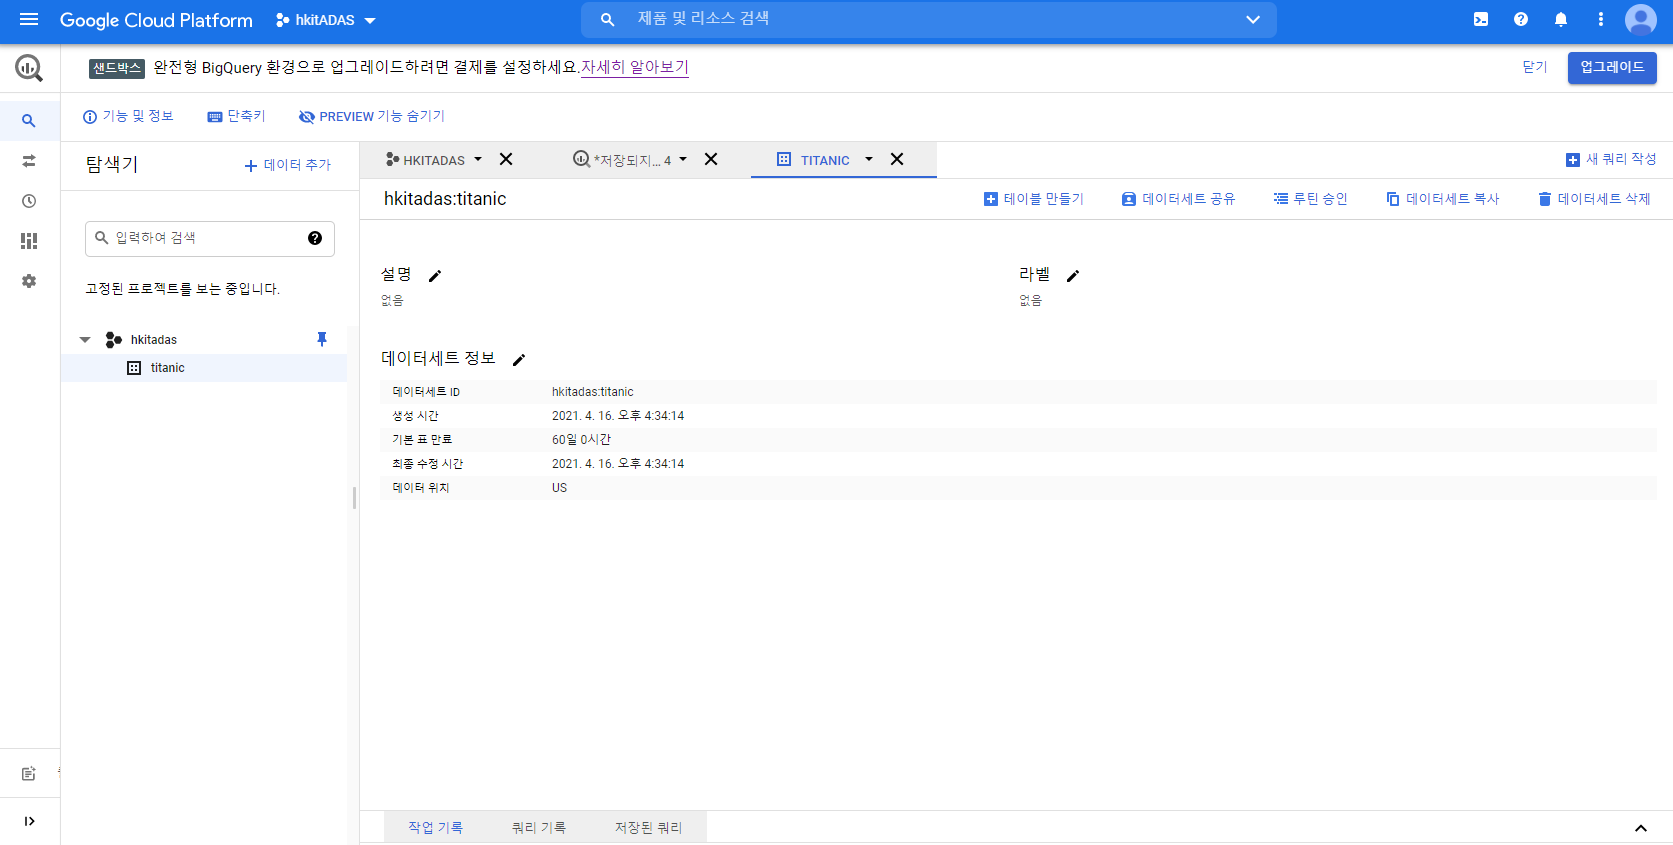 Google Cloud Platform hkitADAS 제품 및 리소스 검색
샌드박스 완전형 BigQuery 환경으로 업그레이드하려면 결제를 설정하세요.자세히 알아보기 닫기 업그레이드
기능 및 정보 단축키 PREVIEW 기능 숨기기
탐색기 데이터 추가
HKITADAS *저장되지... 4 TITANIC 새 쿼리 작성
hkitadas:titanic 테이블 만들기 데이터세트 공유 루틴 승인 데이터세트 복사 데이터세트 삭제
입력하여 검색
고정된 프로젝트를 보는 중입니다.
hkitadas
titanic
설명 라벨
없음 없음
데이터세트 정보
데이터세트 ID hkitadas:titanic
생성 시간 2021. 4. 16. 오후 4:34:14
기본 표 만료 60일 0시간
최종 수정 시간 2021. 4. 16. 오후 4:34:14
데이터 위치 US
작업 기록 쿼리 기록 저장된 쿼리